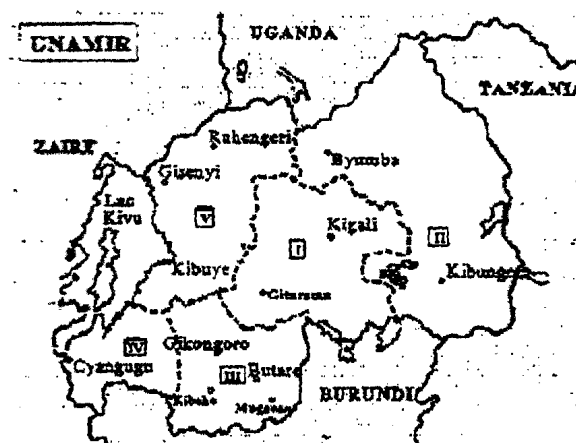 UNAMIR
UGANDA
TANZANIA
ZAIRE
Ruhengeri
Byumba
Gisenyi
Lac
Kivu
V
I
Kigali
II
Kibuye
Kibungo
Gitarama
IV
Gikongoro
Cyangugu
III
Butare
Kibeho
BURUNDI